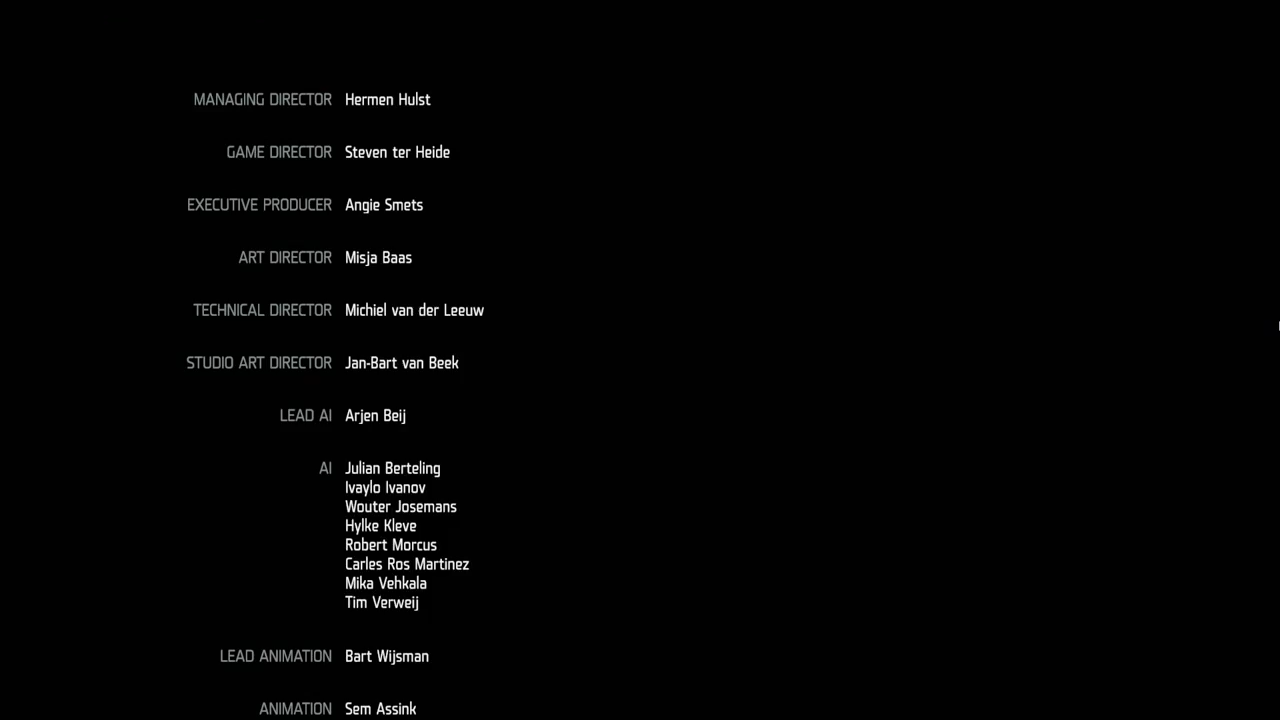 MANAGING DIRECTOR Hermen Hulst
GAME DIRECTOR Steven ter Heide
EXECUTIVE PRODUCER Angie Smets
ART DIRECTOR Misja Baas
TECHNICAL DIRECTOR Michiel van der Leeuw
STUDIO ART DIRECTOR Jan-Bart van Beek
LEAD AI Arjen Beij
AI Julian Berteling
Ivaylo Ivanov
Wouter Josemans
Hylke Kleve
Robert Morcus
Carles Ros Martinez
Mika Vehkala
Tim Verweij
LEAD ANIMATION Bart Wijsman
ANIMATION Sem Assink